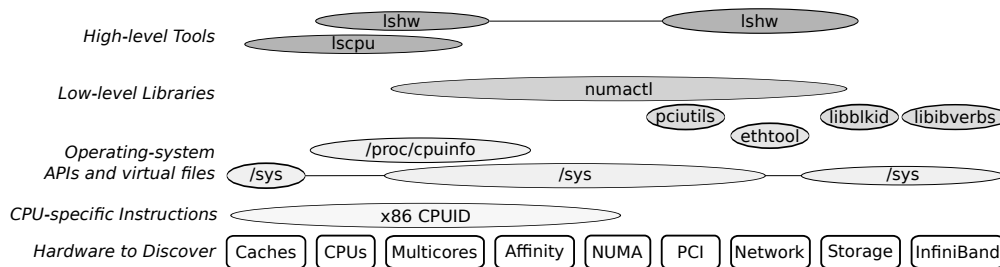 High-level Tools
lshw
lshw
lscpu
Low-level Libraries
numactl
pciutils
libblkid
libibverbs
ethtool
Operating-system
APIs and virtual files
/proc/cpuinfo
/sys
/sys
/sys
CPU-specific Instructions
x86 CPUID
Hardware to Discover
Caches
CPUs
Multicores
Affinity
NUMA
PCI
Network
Storage
InfiniBand